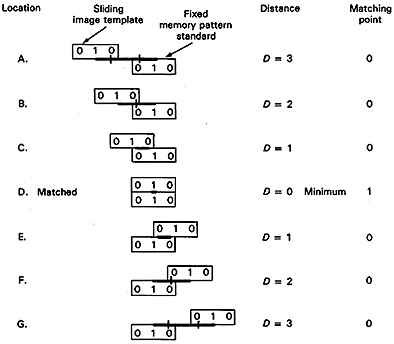 Location Sliding image template Fixed memory pattern standard Distance Matching point
A. 0 1 0 0 1 0 D = 3 0
B. 0 1 0 0 1 0 D = 2 0
C. 0 1 0 0 1 0 D = 1 0
D. Matched 0 1 0 0 1 0 D = 0 Minimum 1
E. 0 1 0 0 1 0 D = 1 0
F. 0 1 0 0 1 0 D = 2 0
G. 0 1 0 0 1 0 D = 3 0